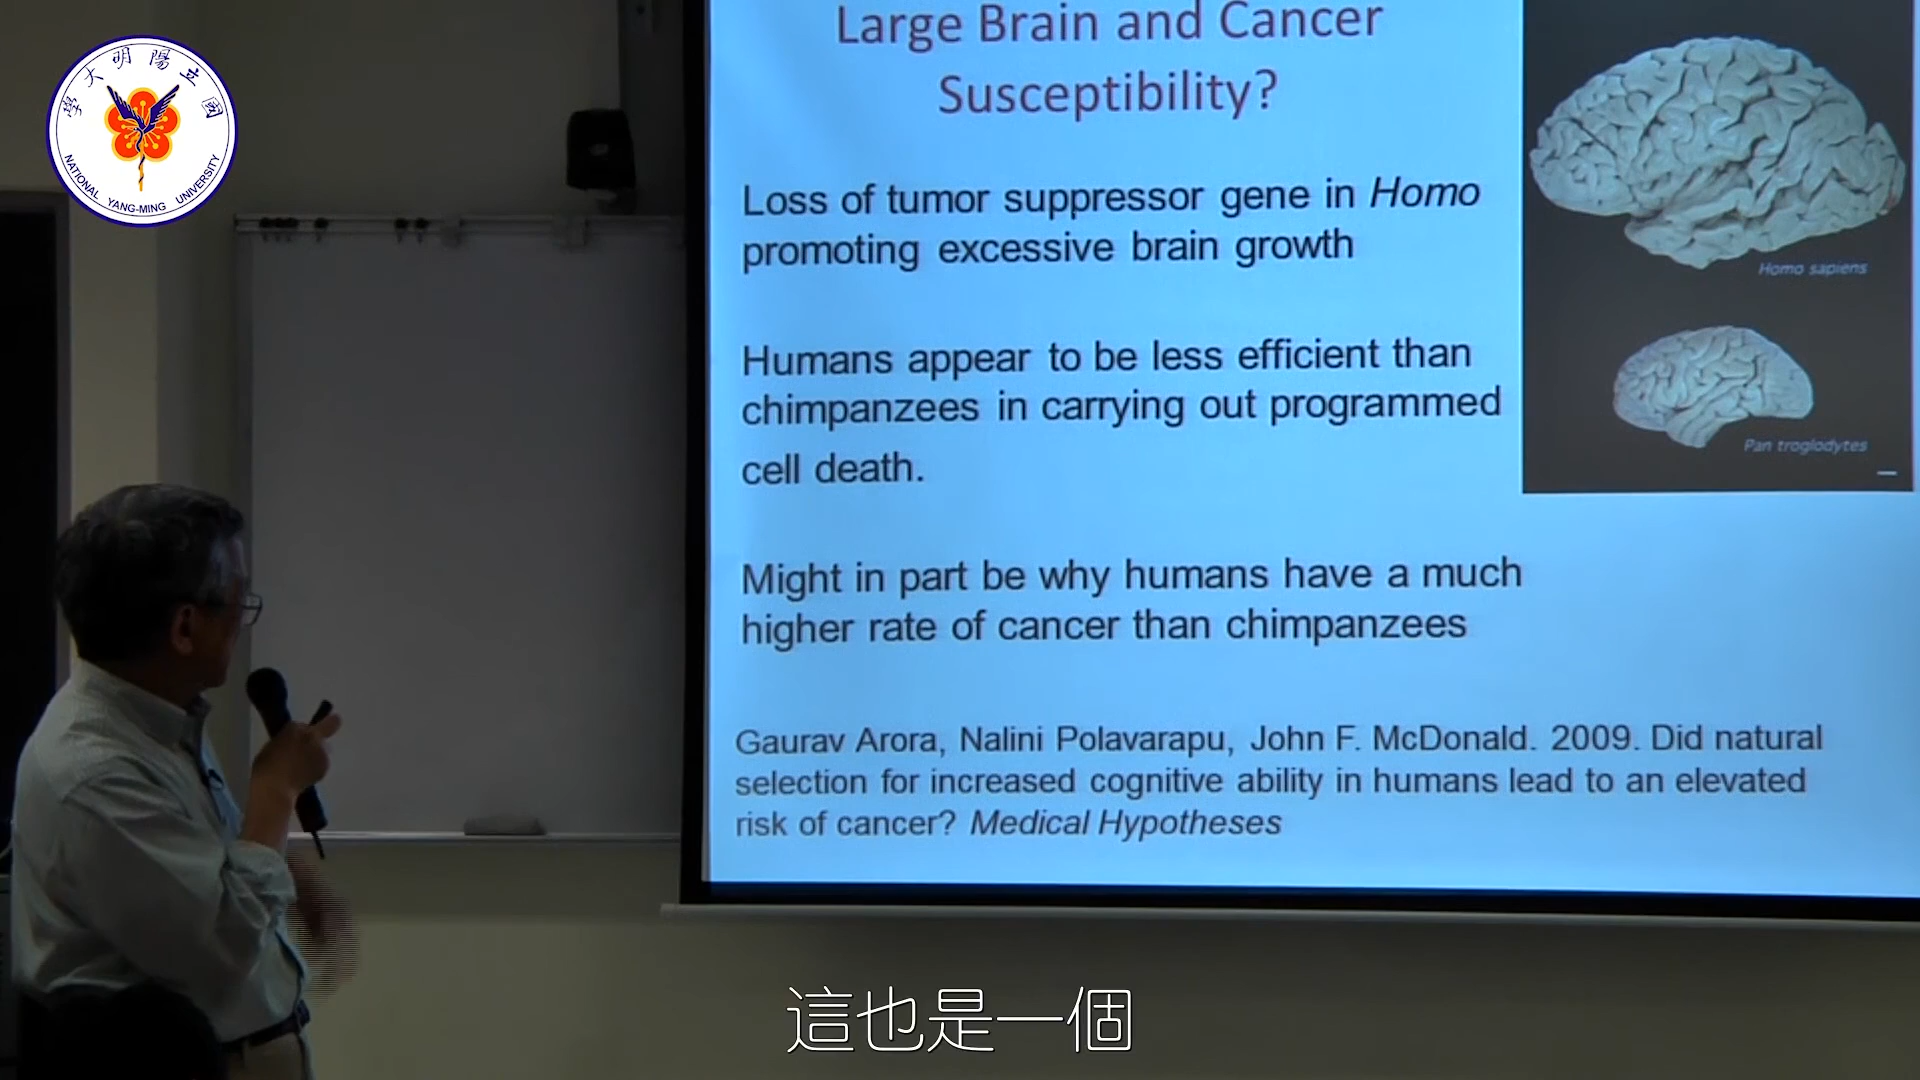 國立陽明大學
NATIONAL YANG-MING UNIVERSITY
Large Brain and Cancer
Susceptibility?
Loss of tumor suppressor gene in Homo
promoting excessive brain growth
Humans appear to be less efficient than
chimpanzees in carrying out programmed
cell death.
Might in part be why humans have a much
higher rate of cancer than chimpanzees
Gaurav Arora, Nalini Polavarapu, John F. McDonald. 2009. Did natural
selection for increased cognitive ability in humans lead to an elevated
risk of cancer? Medical Hypotheses
Homo sapiens
Pan troglodytes
這也是一個